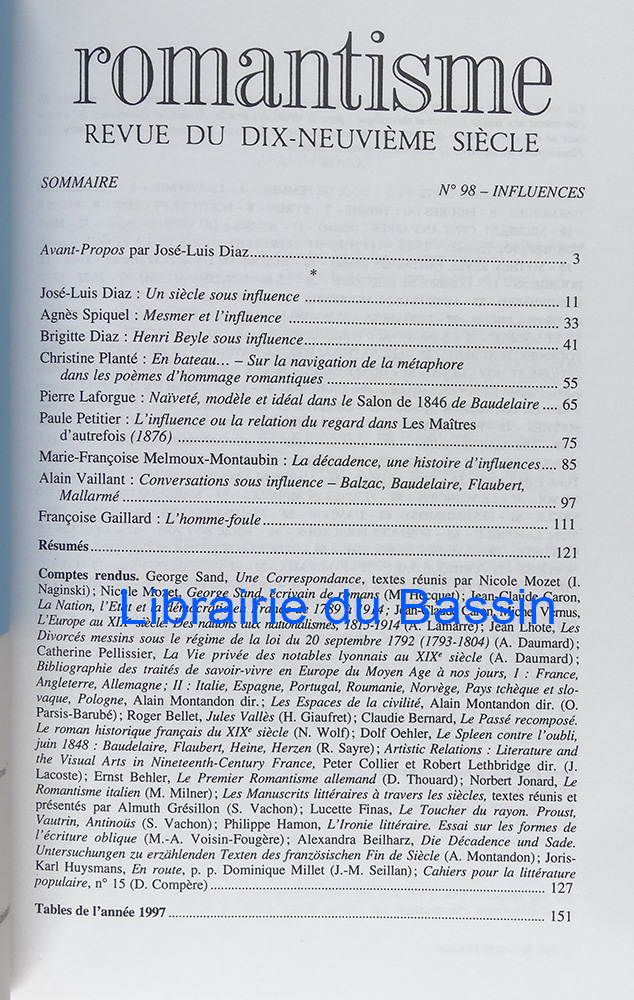 romantisme
REVUE DU DIX-NEUVIÈME SIÈCLE
SOMMAIRE
N° 98 – INFLUENCES
Avant-Propos par José-Luis Diaz 3
*
José-Luis Diaz : Un siècle sous influence 11
Agnès Spiquel : Mesmer et l'influence 33
Brigitte Diaz : Henri Beyle sous influence 41
Christine Planté : En bateau... – Sur la navigation de la métaphore
dans les poèmes d'hommage romantiques 55
Pierre Laforgue : Naïveté, modèle et idéal dans le Salon de 1846 de Baudelaire .... 65
Paule Petitier : L'influence ou la relation du regard dans Les Maîtres
d'autrefois (1876) 75
Marie-Françoise Melmoux-Montaubin : La décadence, une histoire d'influences.... 85
Alain Vaillant : Conversations sous influence – Balzac, Baudelaire, Flaubert,
Mallarmé 97
Françoise Gaillard : L'homme-foule 111
Résumés 121
Comptes rendus. George Sand, Une Correspondance, textes réunis par Nicole Mozet (I.
Naginski) ; Nicole Mozet, George Sand, écrivain de romans (M. Hecquet) ; Jean-Claude Caron,
La Nation, l'Etat et la démocratie en France de 1789 à 1914 ; Jean-Claude Caron, Michel Vernus,
L'Europe au XIXe siècle. Des nations aux nationalismes, 1815-1914 (A. Lamarre) ; Jean Lhote, Les
Divorcés messins sous le régime de la loi du 20 septembre 1792 (1793-1804) (A. Daumard) ;
Catherine Pellissier, La Vie privée des notables lyonnais au XIXe siècle (A. Daumard) ;
Bibliographie des traités de savoir-vivre en Europe du Moyen Age à nos jours, I : France,
Angleterre, Allemagne ; II : Italie, Espagne, Portugal, Roumanie, Norvège, Pays tchèque et slo-
vaque, Pologne, Alain Montandon dir. ; Les Espaces de la civilité, Alain Montandon dir. (O.
Parsis-Barubé) ; Roger Bellet, Jules Vallès (H. Giaufret) ; Claudie Bernard, Le Passé recomposé.
Le roman historique français du XIXe siècle (N. Wolf) ; Dolf Oehler, Le Spleen contre l'oubli,
juin 1848 : Baudelaire, Flaubert, Heine, Herzen (R. Sayre) ; Artistic Relations : Literature and
the Visual Arts in Nineteenth-Century France, Peter Collier et Robert Lethbridge dir. (J.
Lacoste) ; Ernst Behler, Le Premier Romantisme allemand (D. Thouard) ; Norbert Jonard, Le
Romantisme italien (M. Milner) ; Les Manuscrits littéraires à travers les siècles, textes réunis et
présentés par Almuth Grésillon (S. Vachon) ; Lucette Finas, Le Toucher du rayon. Proust,
Vautrin, Antinoüs (S. Vachon) ; Philippe Hamon, L'Ironie littéraire. Essai sur les formes de
l'écriture oblique (M.-A. Voisin-Fougère) ; Alexandra Beilharz, Die Décadence und Sade.
Untersuchungen zu erzählenden Texten des französischen Fin de Siècle (A. Montandon) ; Joris-
Karl Huysmans, En route, p. p. Dominique Millet (J.-M. Seillan) ; Cahiers pour la littérature
populaire, n° 15 (D. Compère) 127
Tables de l'année 1997 151
Librairie du Bassin